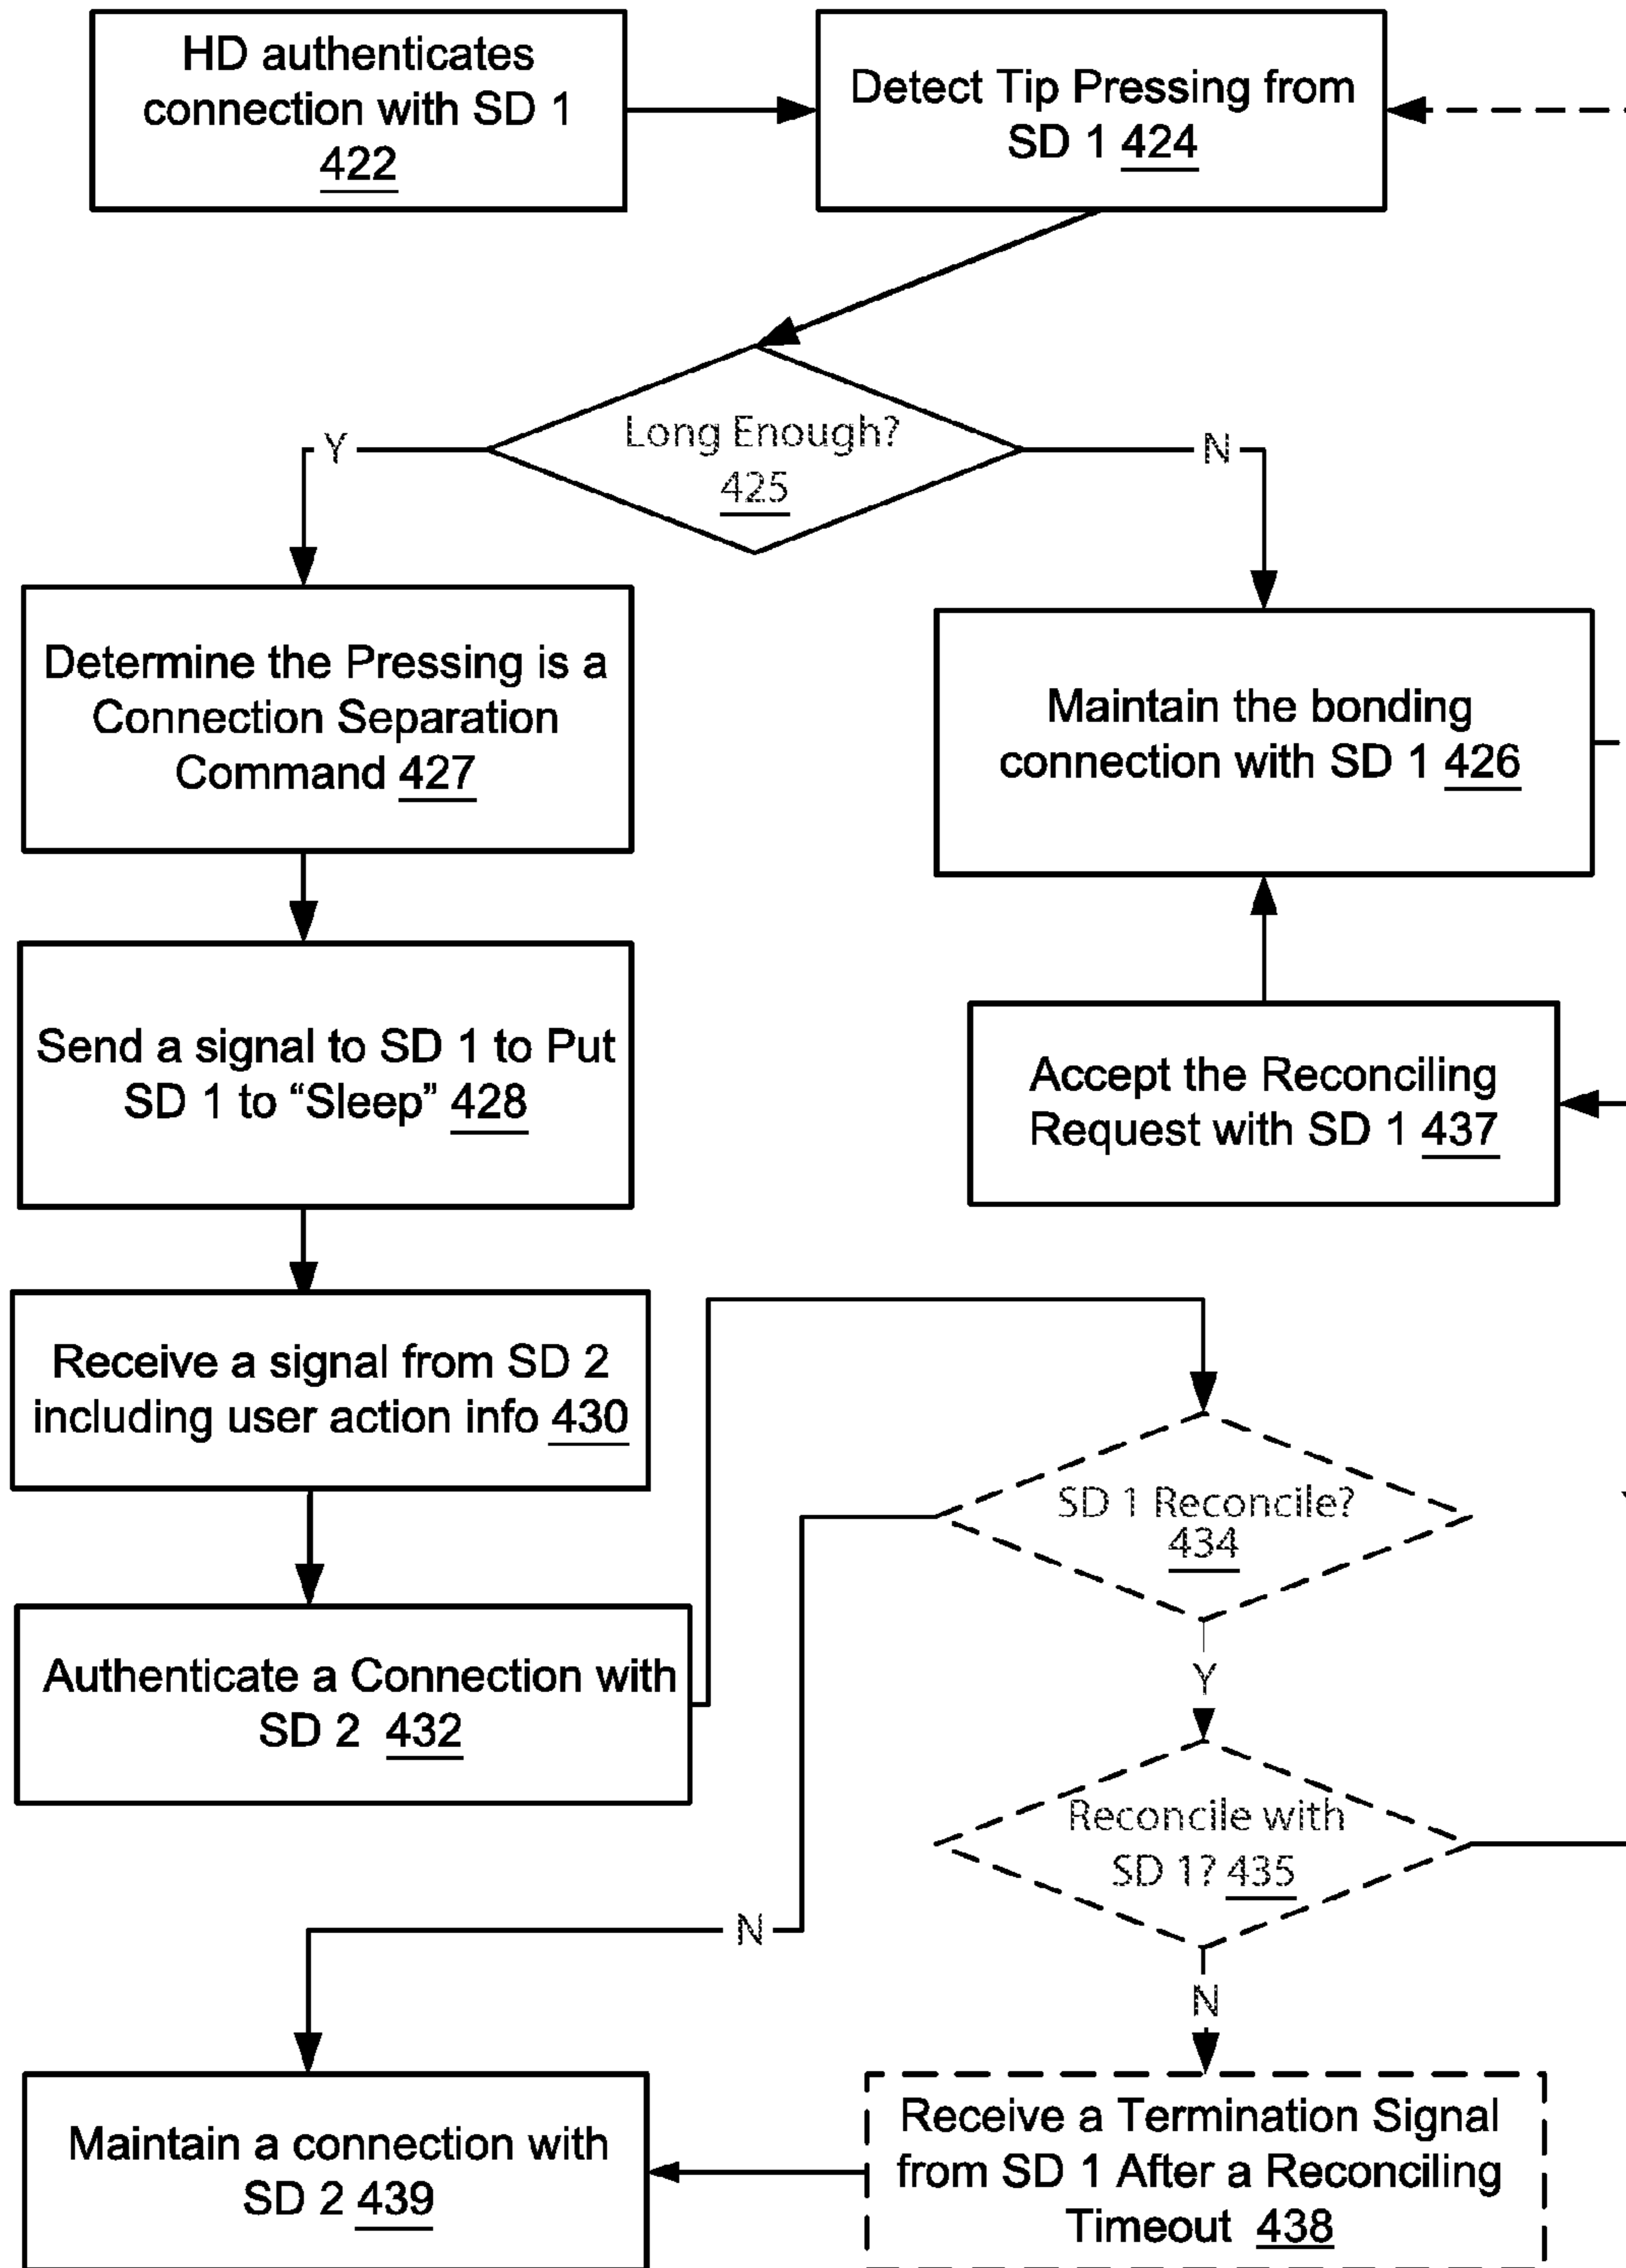 HD authenticates
connection with SD 1
422
Detect Tip Pressing from
SD 1 424
Long Enough?
425
Y
N
Determine the Pressing is a
Connection Separation
Command 427
Maintain the bonding
connection with SD 1 426
Send a signal to SD 1 to Put
SD 1 to “Sleep” 428
Accept the Reconciling
Request with SD 1 437
Receive a signal from SD 2
including user action info 430
SD 1 Reconcile?
434
Authenticate a Connection with
SD 2 432
Y
Reconcile with
SD 1? 435
N
N
Maintain a connection with
SD 2 439
Receive a Termination Signal
from SD 1 After a Reconciling
Timeout 438